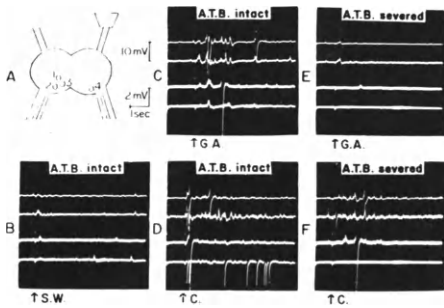 A
10 mV
2 mV
1 sec
A.T.B. intact
C
↑G.A.
A.T.B. severed
E
↑G.A.
A.T.B. intact
B
↑S.W.
A.T.B. intact
D
↑C.
A.T.B. severed
F
↑C.